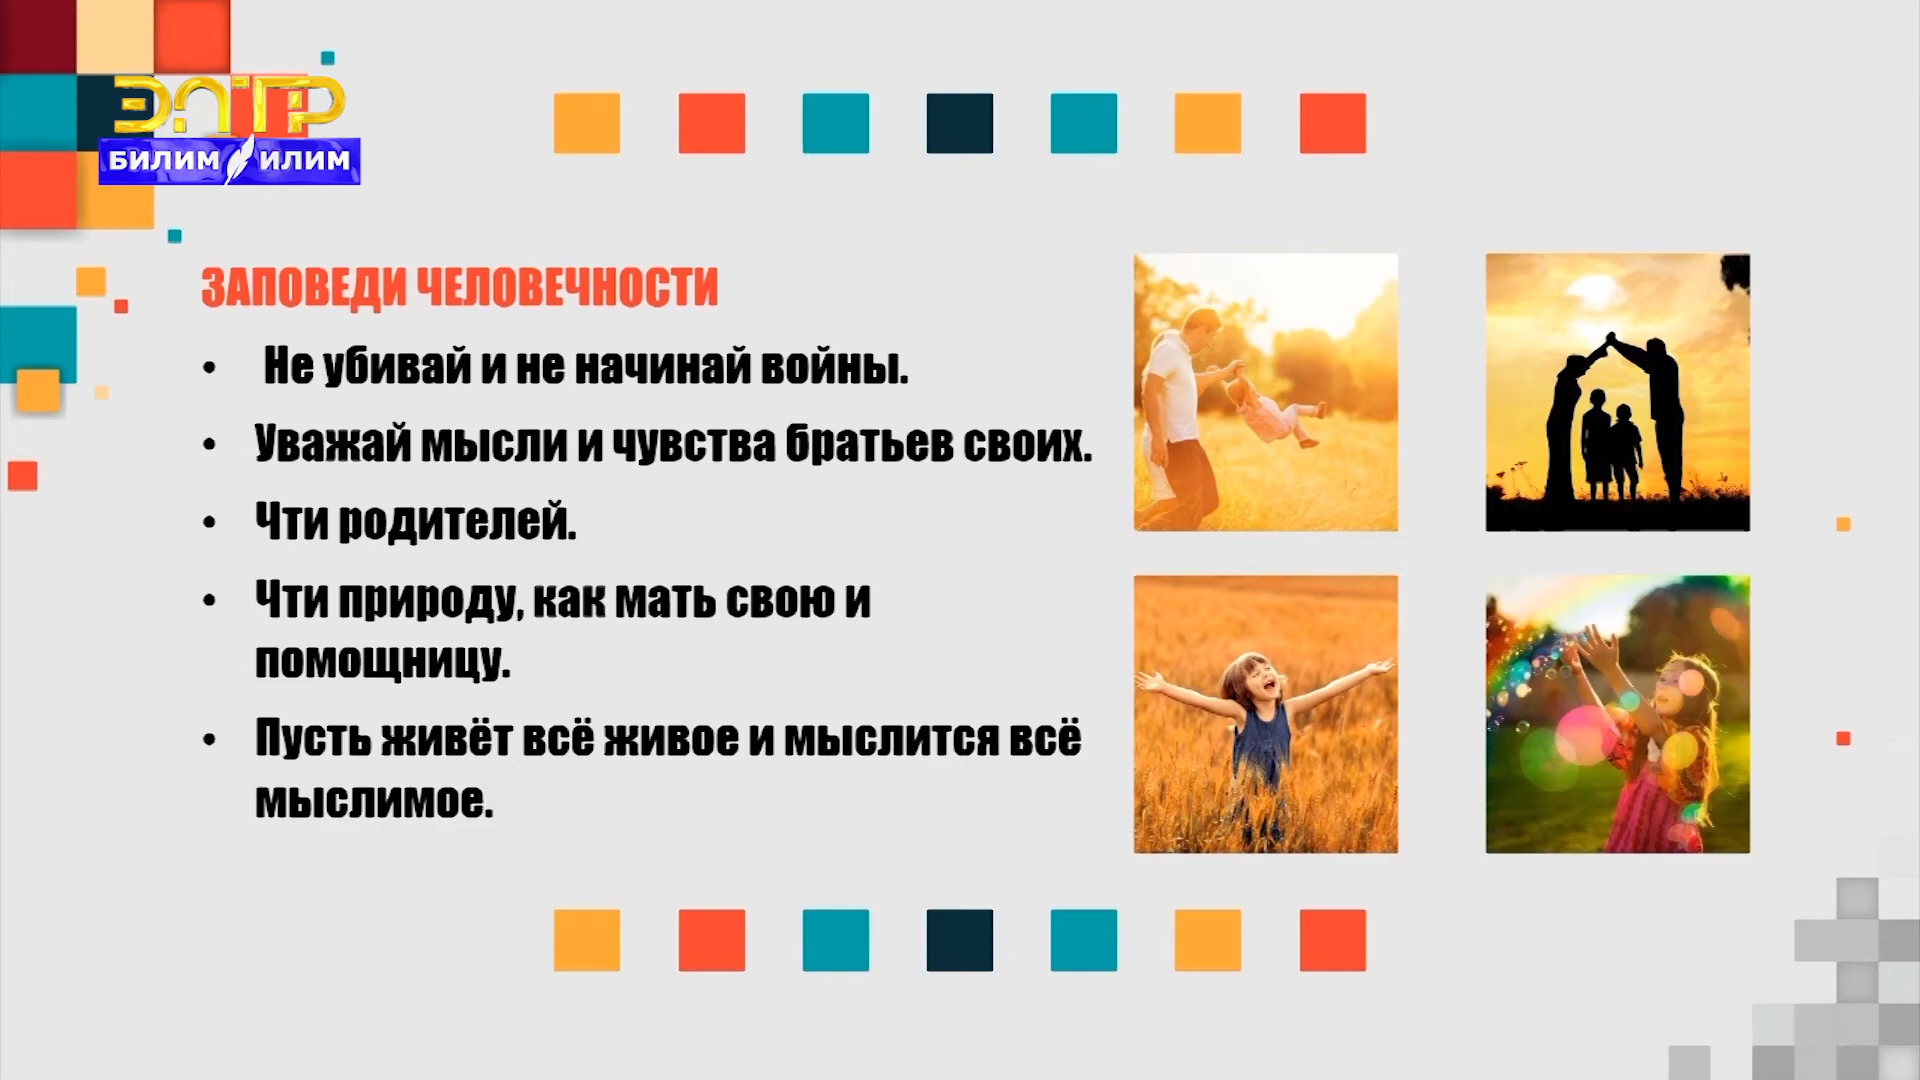 ЭЛТР
БИЛИМ ИЛИМ
ЗАПОВЕДИ ЧЕЛОВЕЧНОСТИ
• Не убивай и не начинай войны.
• Уважай мысли и чувства братьев своих.
• Чти родителей.
• Чти природу, как мать свою и
помощницу.
• Пусть живёт всё живое и мыслится всё
мыслимое.